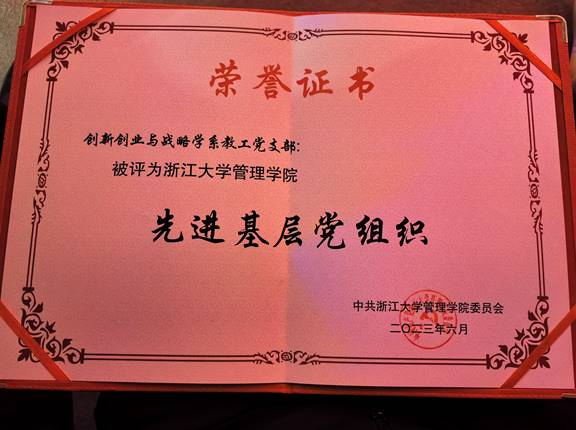 荣誉证书
创新创业与战略学系教工党支部:
被评为浙江大学管理学院
先进基层党组织
中共浙江大学管理学院委员会
二〇二三年六月